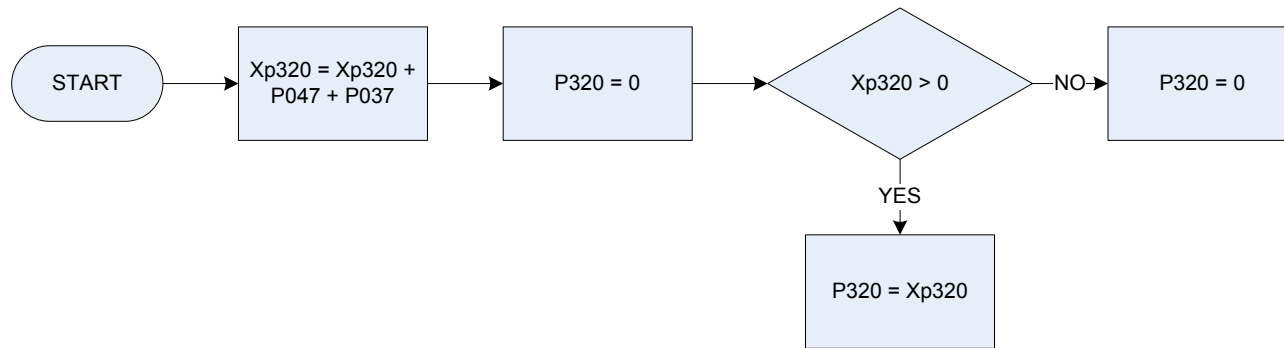 START
Xp320 = Xp320 +
P047 + P037
P320 = 0
Xp320 > 0
NO
P320 = 0
YES
P320 = Xp320